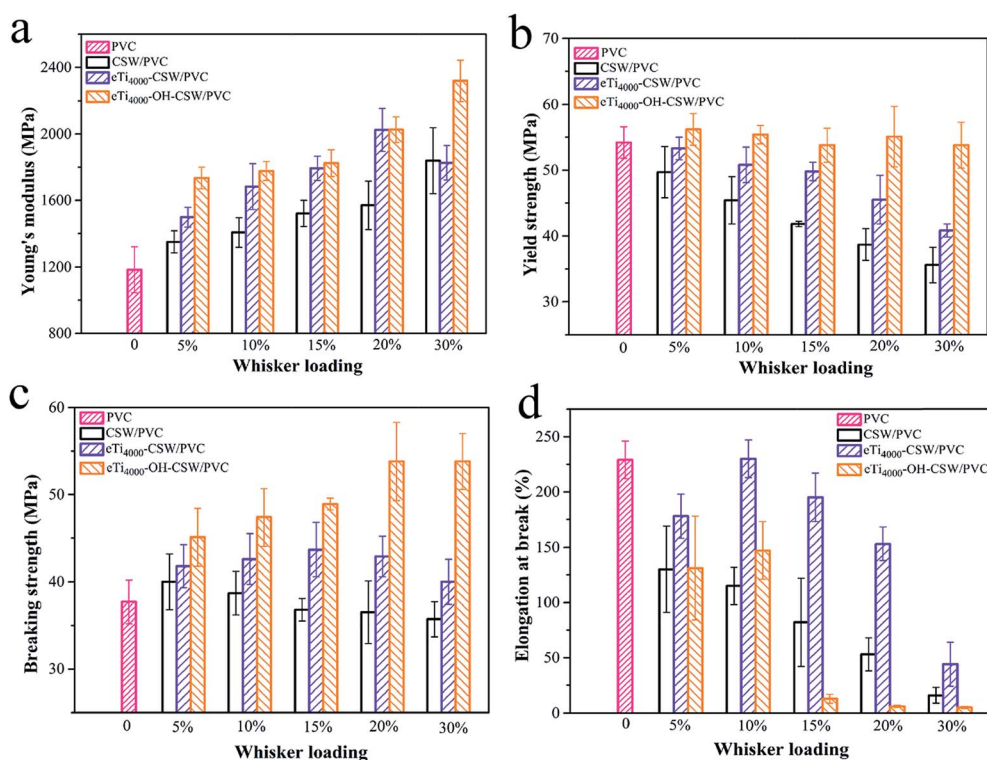 a
2400
2000
1600
1200
800
Young's modulus (MPa)
PVC
CSW/PVC
eTi4000-CSW/PVC
eTi4000-OH-CSW/PVC
0 5% 10% 15% 20% 30%
Whisker loading
b
70
60
50
40
30
Yield strength (MPa)
PVC
CSW/PVC
eTi4000-CSW/PVC
eTi4000-OH-CSW/PVC
0 5% 10% 15% 20% 30%
Whisker loading
c
60
50
40
30
Breaking strength (MPa)
PVC
CSW/PVC
eTi4000-CSW/PVC
eTi4000-OH-CSW/PVC
0 5% 10% 15% 20% 30%
Whisker loading
d
250
200
150
100
50
0
Elongation at break (%)
PVC
CSW/PVC
eTi4000-CSW/PVC
eTi4000-OH-CSW/PVC
0 5% 10% 15% 20% 30%
Whisker loading